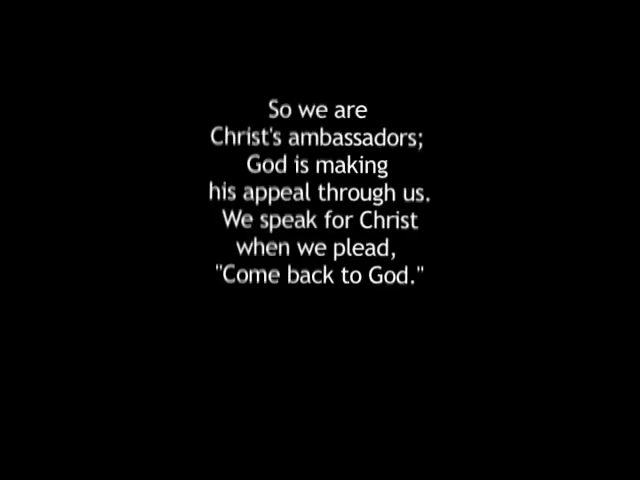 So we are
Christ's ambassadors;
God is making
his appeal through us.
We speak for Christ
when we plead,
"Come back to God."